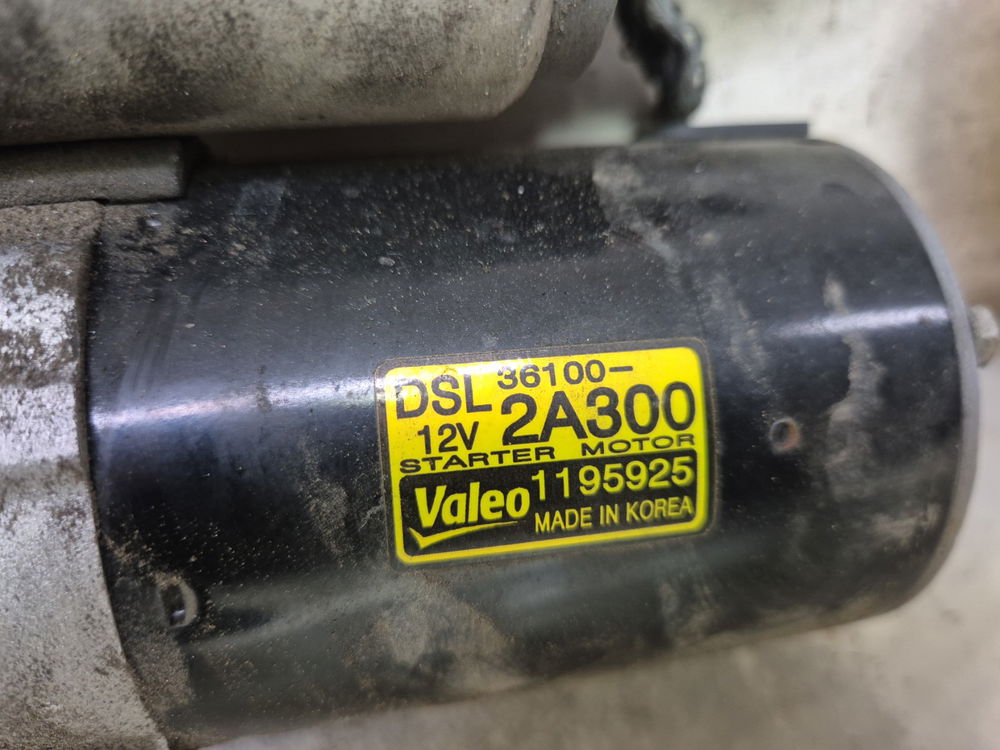 DSL 36100-
12V 2A300
STARTER MOTOR
Valeo 1195925
MADE IN KOREA